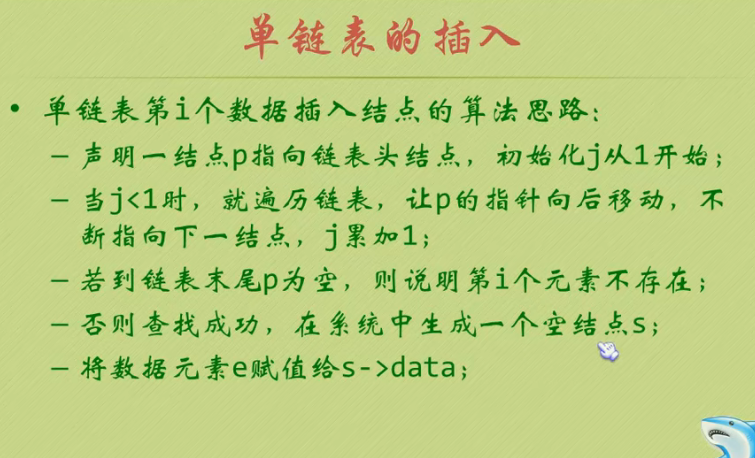 单链表的插入
• 单链表第i个数据插入结点的算法思路：
– 声明一结点p指向链表头结点，初始化j从1开始；
– 当j<1时，就遍历链表，让p的指针向后移动，不
断指向下一结点，j累加1；
– 若到链表末尾p为空，则说明第i个元素不存在；
– 否则查找成功，在系统中生成一个空结点s；
– 将数据元素e赋值给s->data；